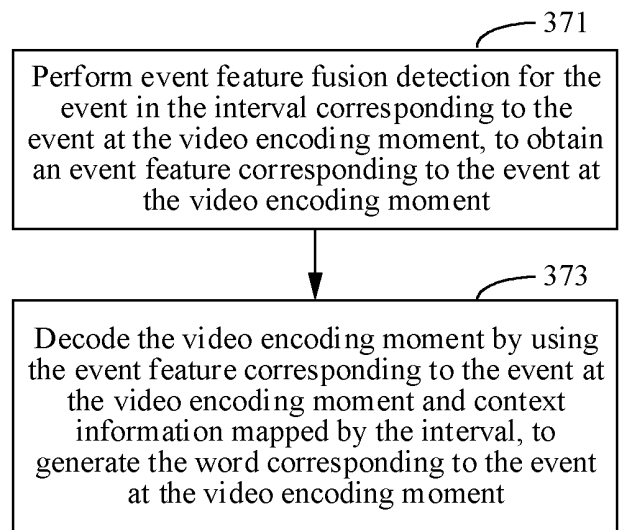 371
Perform event feature fusion detection for the
event in the interval corresponding to the
event at the video encoding moment, to obtain
an event feature corresponding to the event at
the video encoding moment
373
Decode the video encoding moment by using
the event feature corresponding to the event at
the video encoding moment and context
information mapped by the interval, to
generate the word corresponding to the event
at the video encoding moment